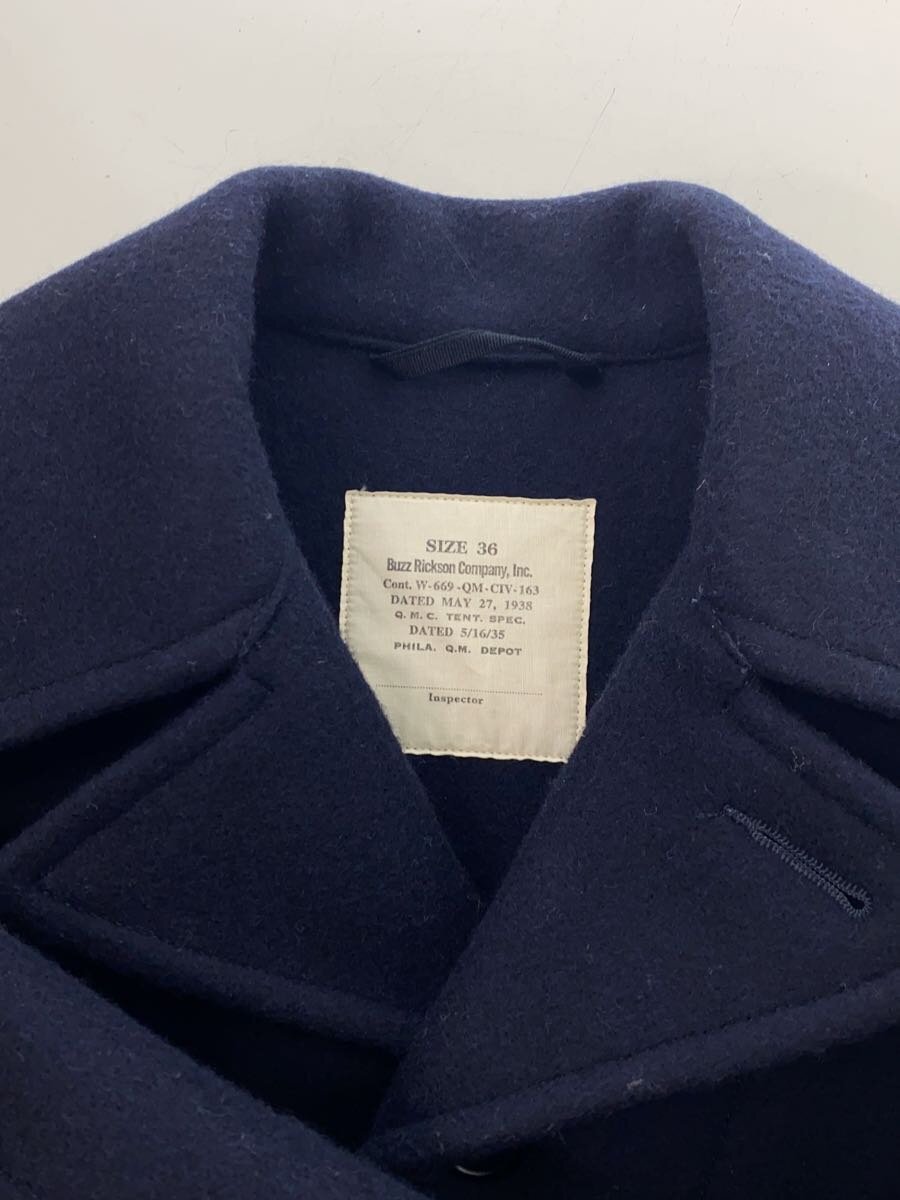 SIZE 36
Buzz Rickson Company, Inc.
Cont. W-669-QM-CIV-163
DATED MAY 27, 1938
Q. M. C. TENT. SPEC.
DATED 5/16/35
PHILA. Q.M. DEPOT
Inspector